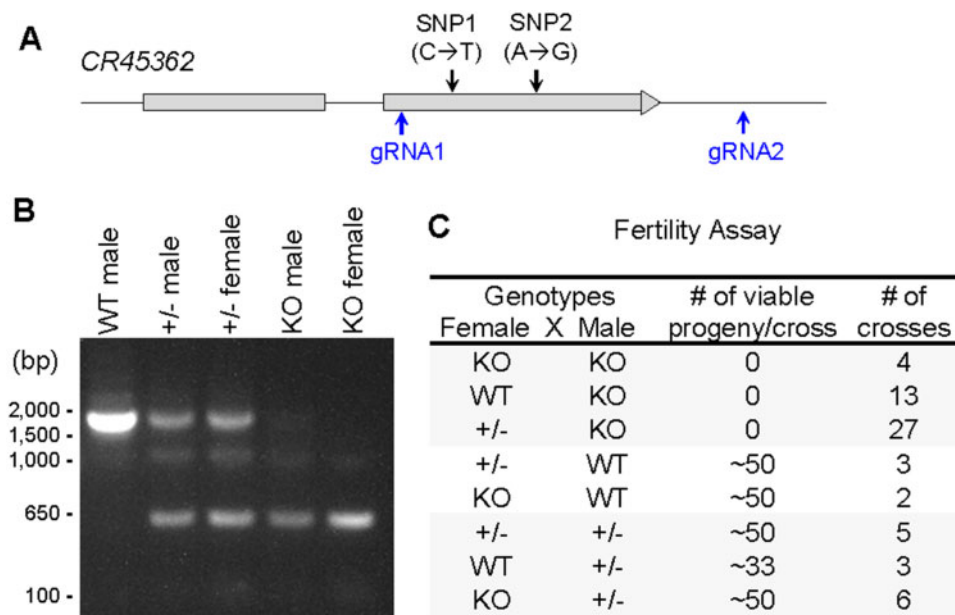 A
CR45362
SNP1 SNP2
(C→T) (A→G)
gRNA1 gRNA2
B
WT male
+/- male
+/- female
KO male
KO female
(bp)
2,000 -
1,500 -
1,000 -
650 -
100 -
C Fertility Assay
Genotypes # of viable # of
Female X Male progeny/cross crosses
KO KO 0 4
WT KO 0 13
+/- KO 0 27
+/- WT ~50 3
KO WT ~50 2
+/- +/- ~50 5
WT +/- ~33 3
KO +/- ~50 6